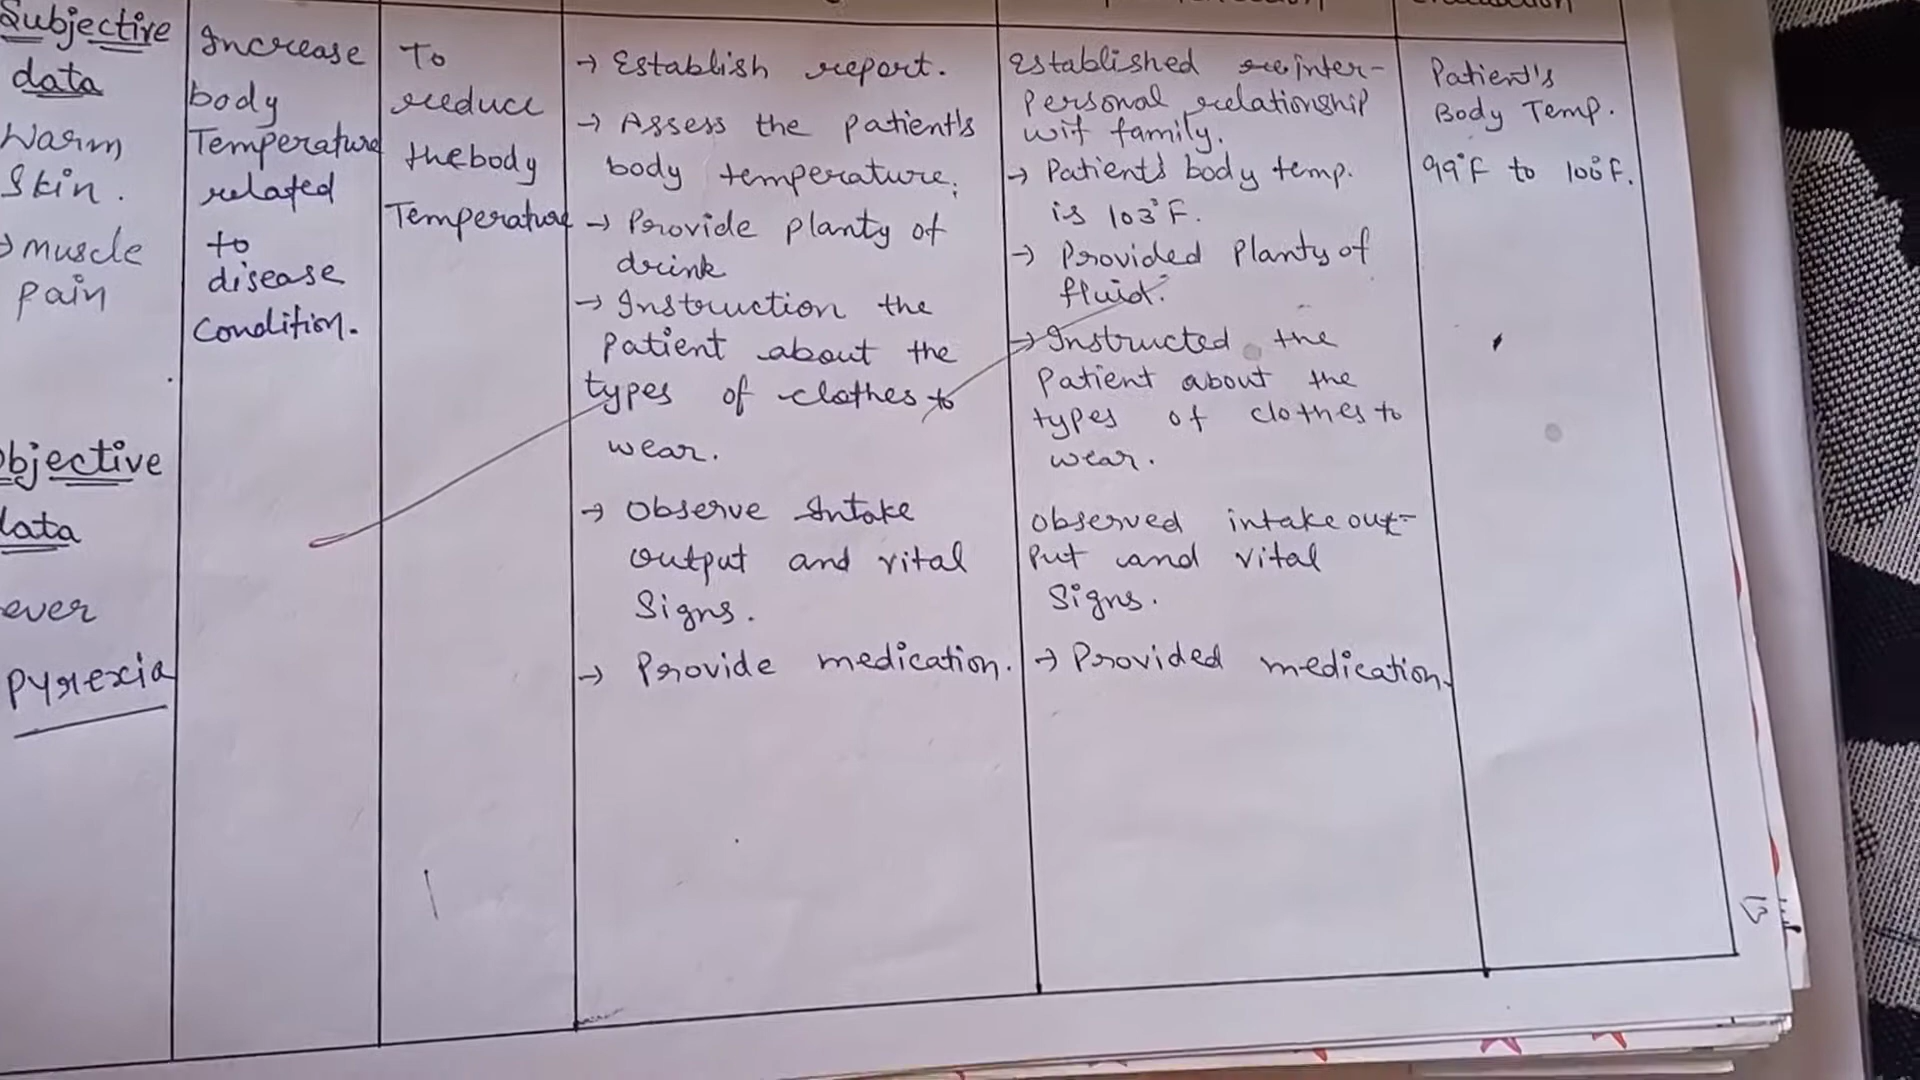 Subjective
data
Warm
Skin.
muscle
Pain
bjective
data
ever
Pyrexia
Increase
body
Temperature
related
to
disease
Condition.
To
reduce
the body
Temperature
→ Establish report.
→ Assess the patient's
body temperature.
→ Provide planty of
drink
→ Instruction the
patient about the
types of clothes to
wear.
→ Observe Intake
output and vital
Signs.
→ Provide medication.
Established inter-
personal relationship
wit family.
→ Patient's body temp.
is 103°F.
→ Provided planty of
fluid.
→ Instructed the
patient about the
types of clothes to
wear.
Observed intake out-
put and vital
Signs.
→ Provided medication.
Patient's
Body Temp.
99°F to 100°F.